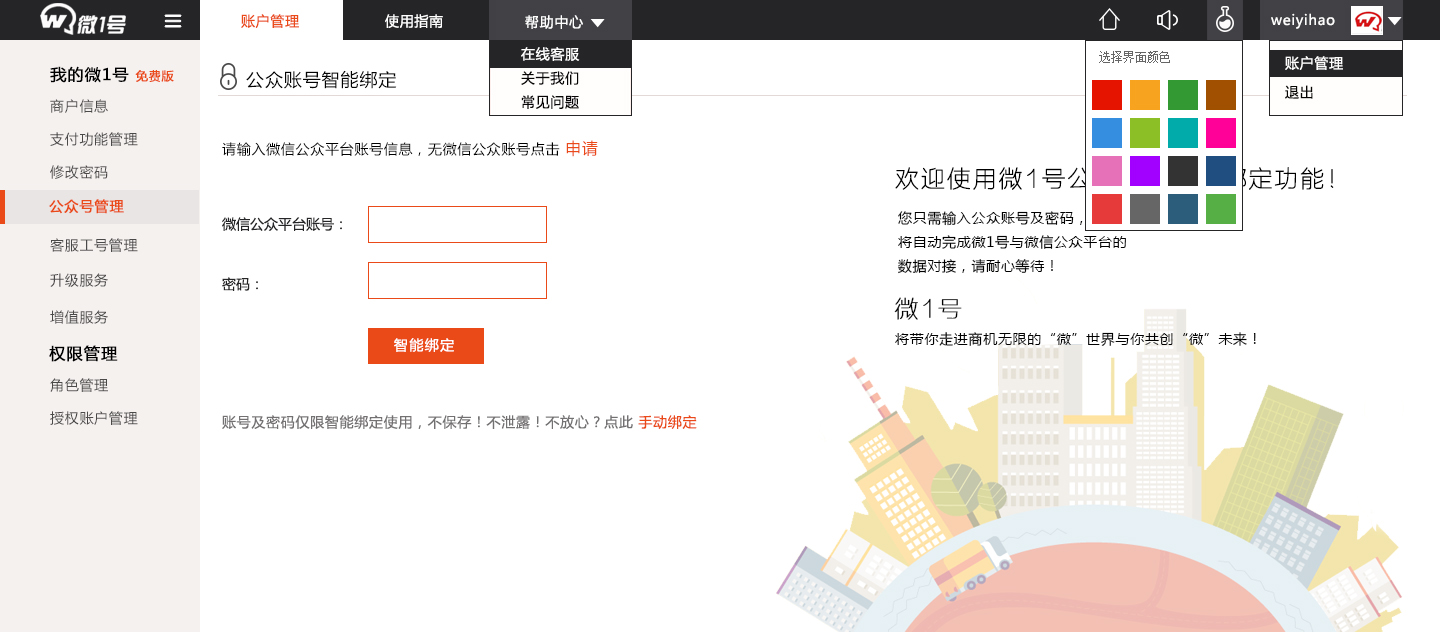 微1号
账户管理
使用指南
帮助中心
weiyihao
在线客服
关于我们
常见问题
选择界面颜色
账户管理
退出
我的微1号 免费版
商户信息
支付功能管理
修改密码
公众号管理
客服工号管理
升级服务
增值服务
权限管理
角色管理
授权账户管理
公众账号智能绑定
请输入微信公众平台账号信息，无微信公众账号点击 申请
微信公众平台账号：
密码：
智能绑定
账号及密码仅限智能绑定使用，不保存！不泄露！不放心？点此 手动绑定
欢迎使用微1号公 定功能！
您只需输入公众账号及密码，
将自动完成微1号与微信公众平台的
数据对接，请耐心等待！
微1号
将带你走进商机无限的“微”世界与你共创“微”未来！